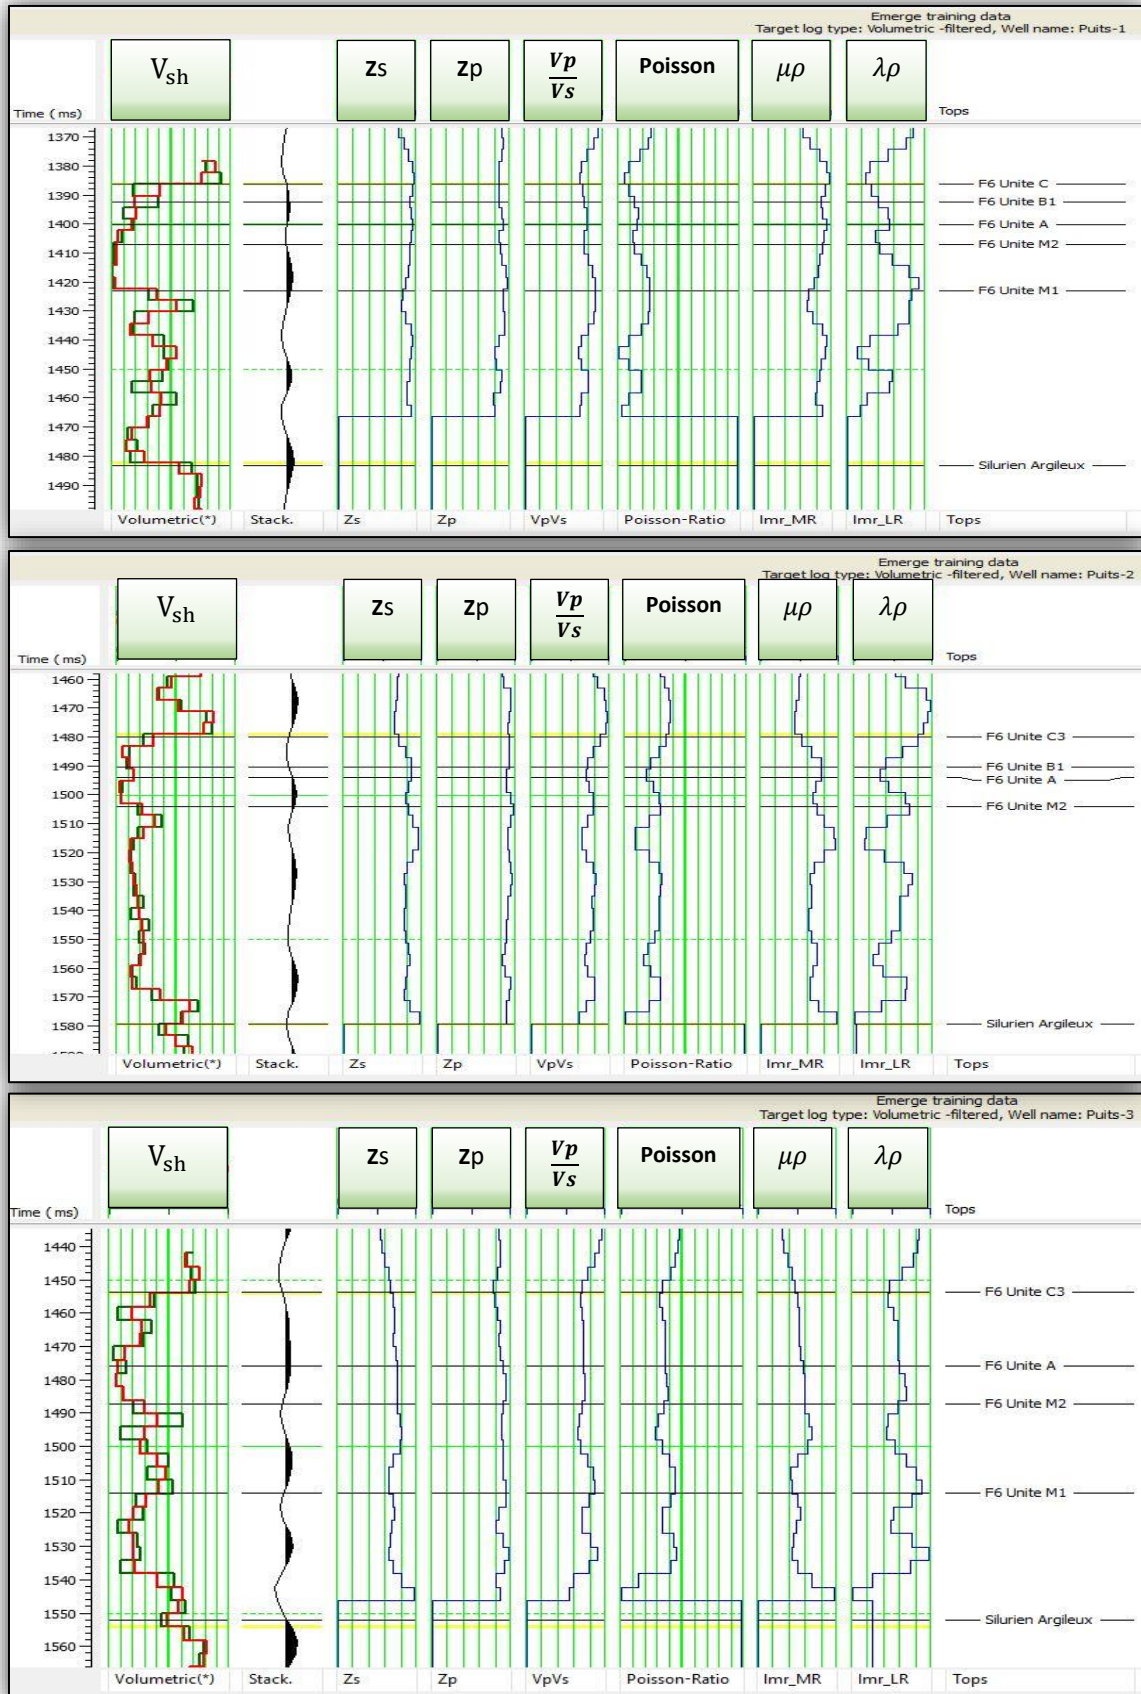 Emerge training data
Target log type: Volumetric -filtered, Well name: Puits-1
Vsh zs zp Vp/Vs Poisson μρ λρ
Time (ms) Tops
1370
1380
F6 Unite C
1390
F6 Unite B1
1400 F6 Unite A
F6 Unite M2
1410
1420
F6 Unite M1
1430
1440
1450
1460
1470
1480
Silurien Argileux
1490
Volumetric(*) Stack. Zs Zp VpVs Poisson-Ratio Imr_MR Imr_LR Tops
Emerge training data
Target log type: Volumetric -filtered, Well name: Puits-2
Vsh zs zp Vp/Vs Poisson μρ λρ
Time (ms) Tops
1460
1470
1480 F6 Unite C3
1490 F6 Unite B1
F6 Unite A
1500
F6 Unite M2
1510
1520
1530
1540
1550
1560
1570
1580 Silurien Argileux
Volumetric(*) Stack. Zs Zp VpVs Poisson-Ratio Imr_MR Imr_LR Tops
Emerge training data
Target log type: Volumetric -filtered, Well name: Puits-3
Vsh zs zp Vp/Vs Poisson μρ λρ
Time (ms) Tops
1440
1450
F6 Unite C3
1460
1470
F6 Unite A
1480
F6 Unite M2
1490
1500
1510
F6 Unite M1
1520
1530
1540
1550
Silurien Argileux
1560
Volumetric(*) Stack. Zs Zp VpVs Poisson-Ratio Imr_MR Imr_LR Tops